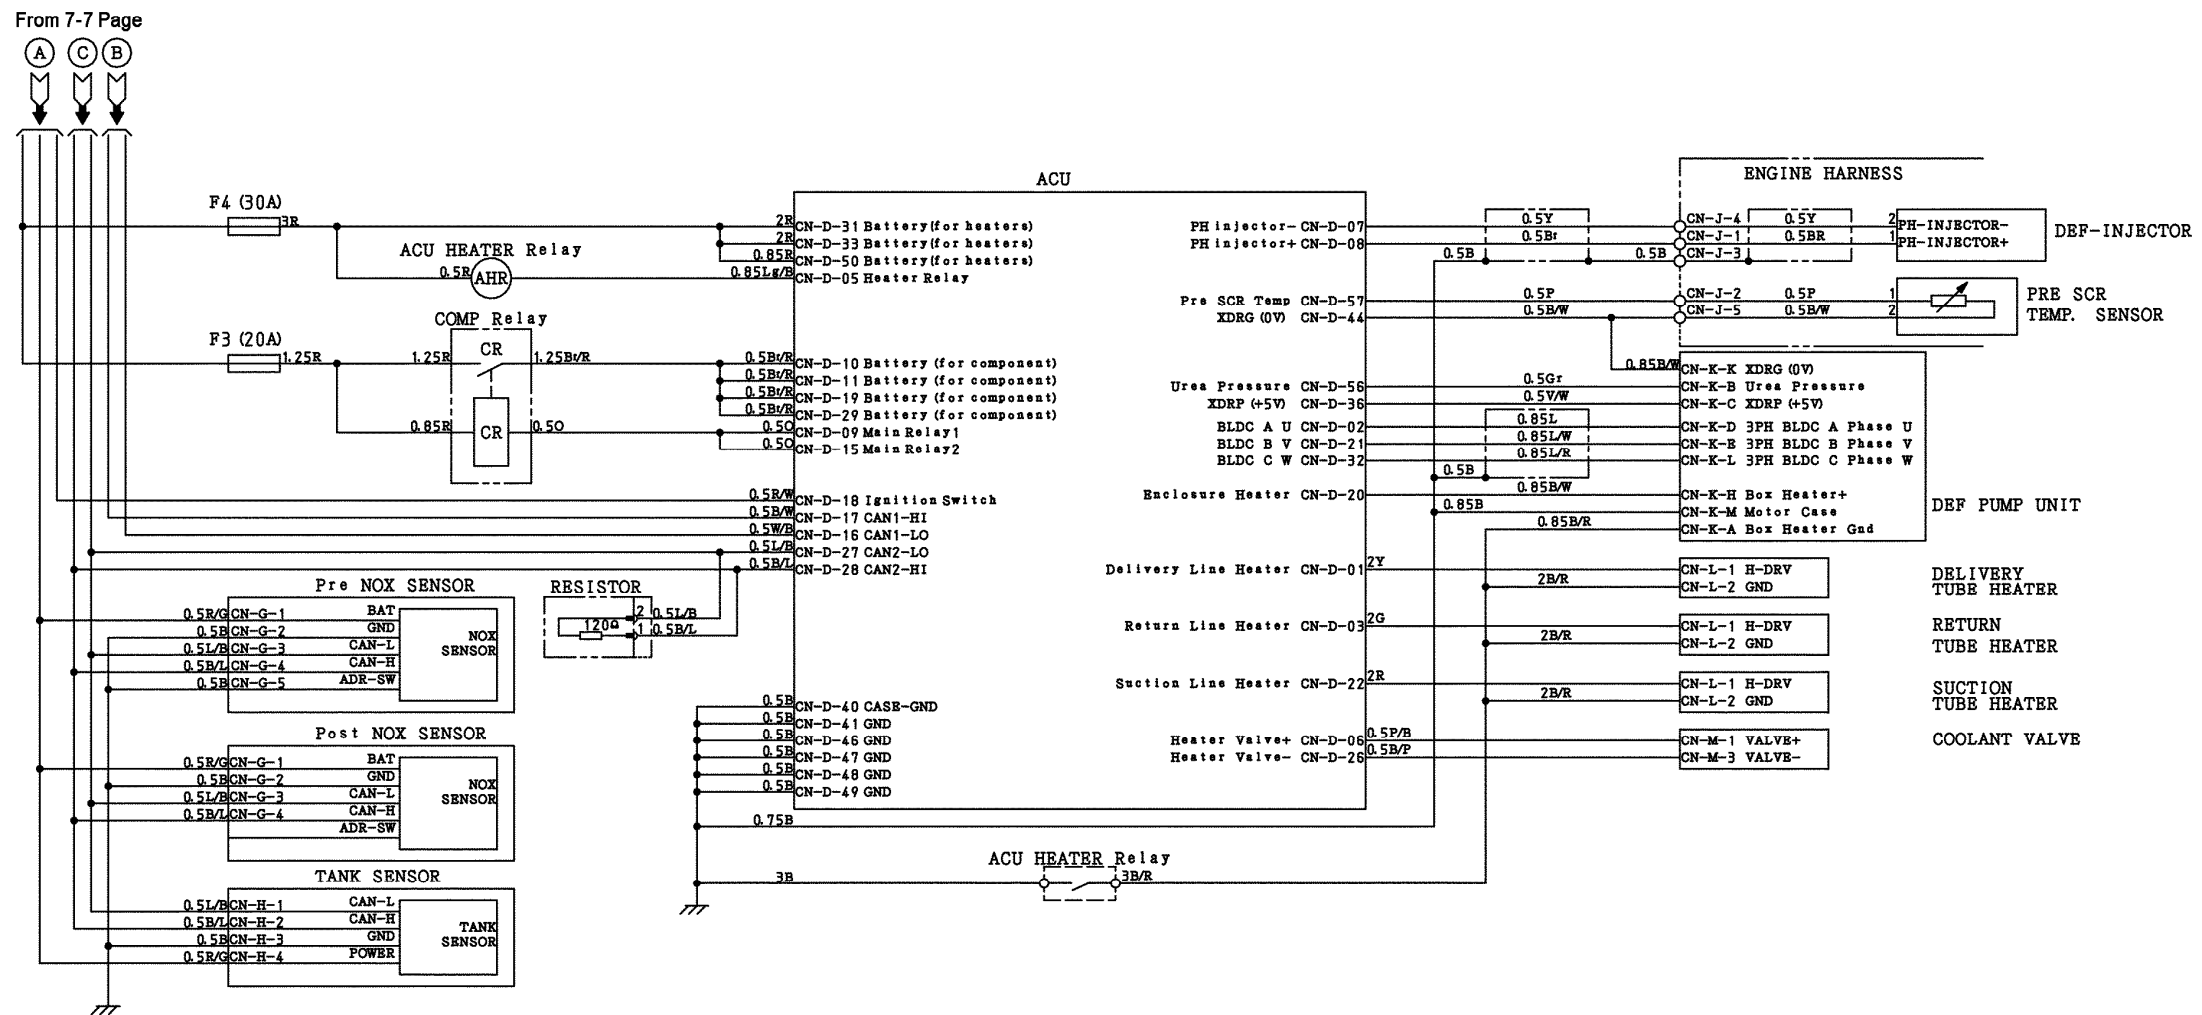 From 7-7 Page
A C B
F4 (30A)
3R
ACU HEATER Relay
0.5R
AHR
0.85Lg/B
COMP Relay
F3 (20A)
1.25R
1.25R
CR
1.25Br/R
0.85R
CR
0.5O
ACU
2R CN-D-31 Battery(for heaters)
2R CN-D-33 Battery(for heaters)
0.85R CN-D-50 Battery(for heaters)
CN-D-05 Heater Relay
0.5Br/R CN-D-10 Battery (for component)
0.5Br/R CN-D-11 Battery (for component)
0.5Br/R CN-D-19 Battery (for component)
0.5Br/R CN-D-29 Battery (for component)
0.5O CN-D-09 Main Relay1
0.5O CN-D-15 Main Relay2
0.5R/W CN-D-18 Ignition Switch
0.5B/W CN-D-17 CAN1-HI
0.5W/B CN-D-16 CAN1-LO
0.5L/B CN-D-27 CAN2-LO
0.5B/L CN-D-28 CAN2-HI
RESISTOR
120Ω
2 0.5L/B
1 0.5B/L
0.5B CN-D-40 CASE-GND
0.5B CN-D-41 GND
0.5B CN-D-46 GND
0.5B CN-D-47 GND
0.5B CN-D-48 GND
0.5B CN-D-49 GND
0.75B
ACU HEATER Relay
3B
3B/R
Pre NOX SENSOR
0.5R/G CN-G-1 BAT
0.5B CN-G-2 GND
0.5L/B CN-G-3 CAN-L
0.5B/L CN-G-4 CAN-H
0.5B CN-G-5 ADR-SW
NOX
SENSOR
Post NOX SENSOR
0.5R/G CN-G-1 BAT
0.5B CN-G-2 GND
0.5L/B CN-G-3 CAN-L
0.5B/L CN-G-4 CAN-H
ADR-SW
NOX
SENSOR
TANK SENSOR
0.5L/B CN-H-1 CAN-L
0.5B/L CN-H-2 CAN-H
0.5B CN-H-3 GND
0.5R/G CN-H-4 POWER
TANK
SENSOR
PH injector- CN-D-07
PH injector+ CN-D-08
Pre SCR Temp CN-D-57
XDRG (0V) CN-D-44
Urea Pressure CN-D-56
XDRP (+5V) CN-D-36
BLDC A U CN-D-02
BLDC B V CN-D-21
BLDC C W CN-D-32
Enclosure Heater CN-D-20
Delivery Line Heater CN-D-01 2Y
Return Line Heater CN-D-03 2G
Suction Line Heater CN-D-22 2R
Heater Valve+ CN-D-06 0.5P/B
Heater Valve- CN-D-26 0.5B/P
ENGINE HARNESS
0.5Y CN-J-4 0.5Y 2 PH-INJECTOR-
0.5Br CN-J-1 0.5BR 1 PH-INJECTOR+
0.5B 0.5B CN-J-3
DEF-INJECTOR
0.5P CN-J-2 0.5P 1
0.5B/W CN-J-5 0.5B/W 2
PRE SCR
TEMP. SENSOR
0.85B/W CN-K-K XDRG (0V)
0.5Gr CN-K-B Urea Pressure
0.5V/W CN-K-C XDRP (+5V)
0.85L CN-K-D 3PH BLDC A Phase U
0.85L/W CN-K-E 3PH BLDC B Phase V
0.85L/R CN-K-L 3PH BLDC C Phase W
0.5B
0.85B/W CN-K-H Box Heater+
0.85B CN-K-M Motor Case
0.85B/R CN-K-A Box Heater Gnd
DEF PUMP UNIT
CN-L-1 H-DRV
2B/R CN-L-2 GND
DELIVERY
TUBE HEATER
CN-L-1 H-DRV
2B/R CN-L-2 GND
RETURN
TUBE HEATER
CN-L-1 H-DRV
2B/R CN-L-2 GND
SUCTION
TUBE HEATER
CN-M-1 VALVE+
CN-M-3 VALVE-
COOLANT VALVE